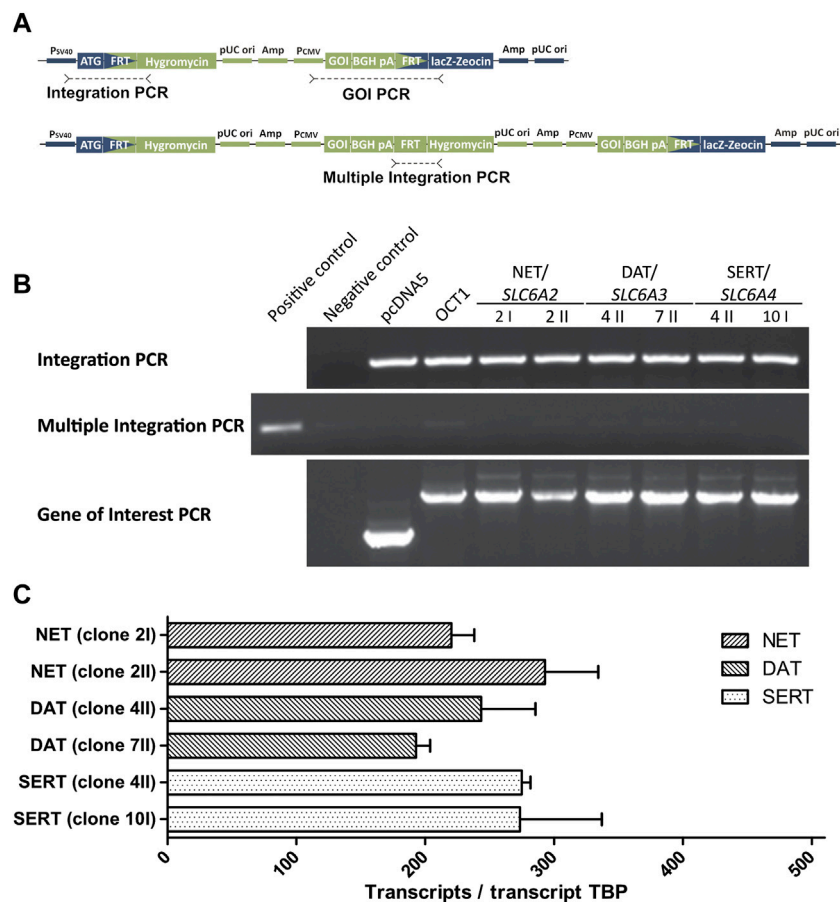 A
PSV40 ATG FRT Hygromycin pUC ori Amp PCMV GOI BGH pA FRT lacZ-Zeocin Amp pUC ori
Integration PCR GOI PCR
PSV40 ATG FRT Hygromycin pUC ori Amp PCMV GOI BGH pA FRT Hygromycin pUC ori Amp PCMV GOI BGH pA FRT lacZ-Zeocin Amp pUC ori
Multiple Integration PCR
B
Positive control
Negative control
pcDNA5
OCT1
NET/ DAT/ SERT/
SLC6A2 SLC6A3 SLC6A4
2 I 2 II 4 II 7 II 4 II 10 I
Integration PCR
Multiple Integration PCR
Gene of Interest PCR
C
NET (clone 2I)
NET (clone 2II)
DAT (clone 4II)
DAT (clone 7II)
SERT (clone 4II)
SERT (clone 10I)
NET
DAT
SERT
0 100 200 300 400 500
Transcripts / transcript TBP